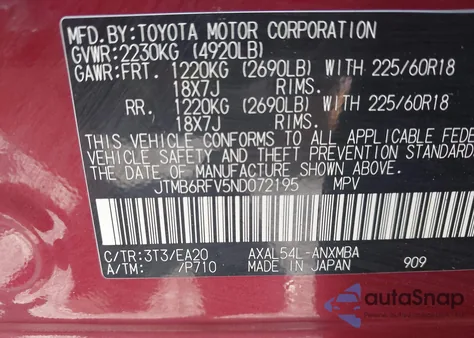 MFD. BY: TOYOTA MOTOR CORPORATION
GVWR: 2230KG (4920LB)
GAWR: FRT. 1220KG (2690LB) WITH 225/60R18
18X7J RIMS.
RR. 1220KG (2690LB) WITH 225/60R18
18X7J RIMS.
THIS VEHICLE CONFORMS TO ALL APPLICABLE FEDE
VEHICLE SAFETY AND THEFT PREVENTION STANDARD
THE DATE OF MANUFACTURE SHOWN ABOVE.
JTMB6RFV5ND072195 MPV
C/TR: 3T3/EA20 AXAL54L-ANXMBA
A/TM: /P710 MADE IN JAPAN 909
autoSnap